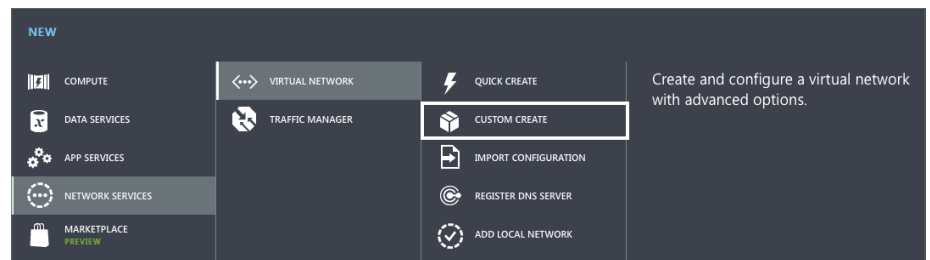 NEW
COMPUTE
DATA SERVICES
APP SERVICES
NETWORK SERVICES
MARKETPLACE
PREVIEW
VIRTUAL NETWORK
TRAFFIC MANAGER
QUICK CREATE
CUSTOM CREATE
IMPORT CONFIGURATION
REGISTER DNS SERVER
ADD LOCAL NETWORK
Create and configure a virtual network
with advanced options.